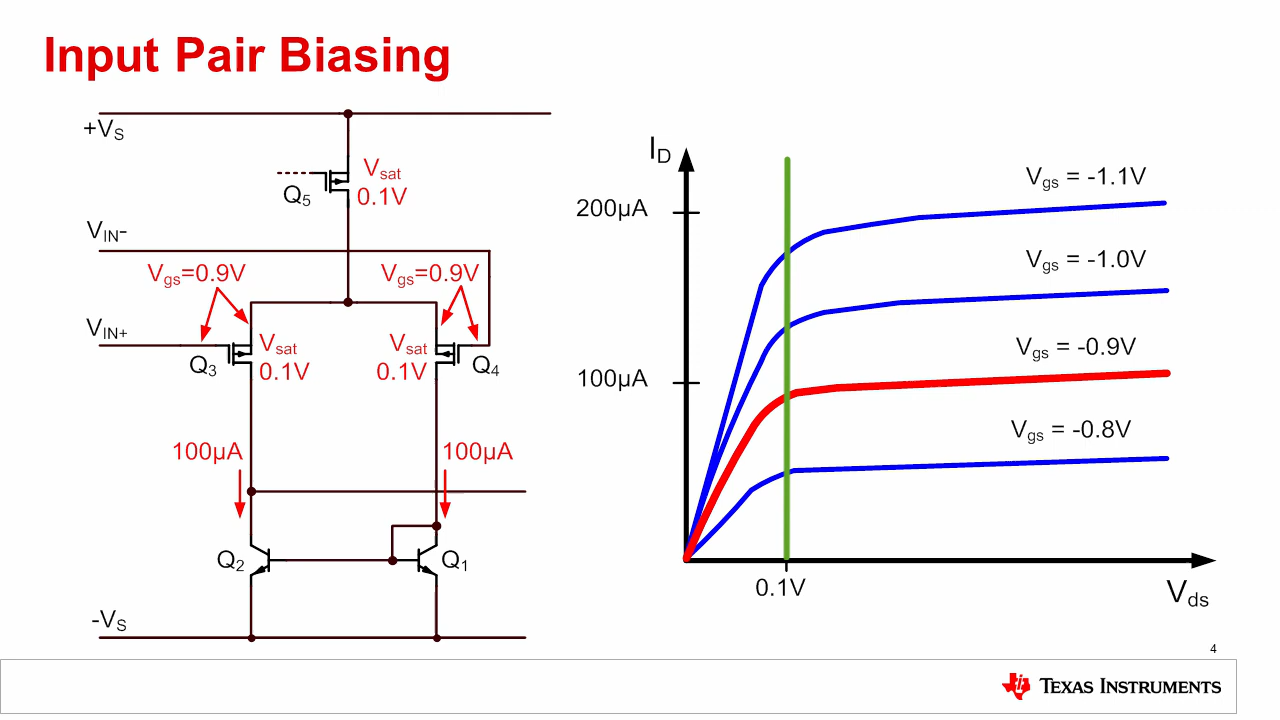 Input Pair Biasing
+VS
Vsat
0.1V
Q5
VIN-
Vgs=0.9V
Vgs=0.9V
VIN+
Vsat
0.1V
Vsat
0.1V
Q3
Q4
100µA
100µA
Q2
Q1
-VS
ID
200µA
100µA
Vgs = -1.1V
Vgs = -1.0V
Vgs = -0.9V
Vgs = -0.8V
0.1V
Vds
4
TEXAS INSTRUMENTS